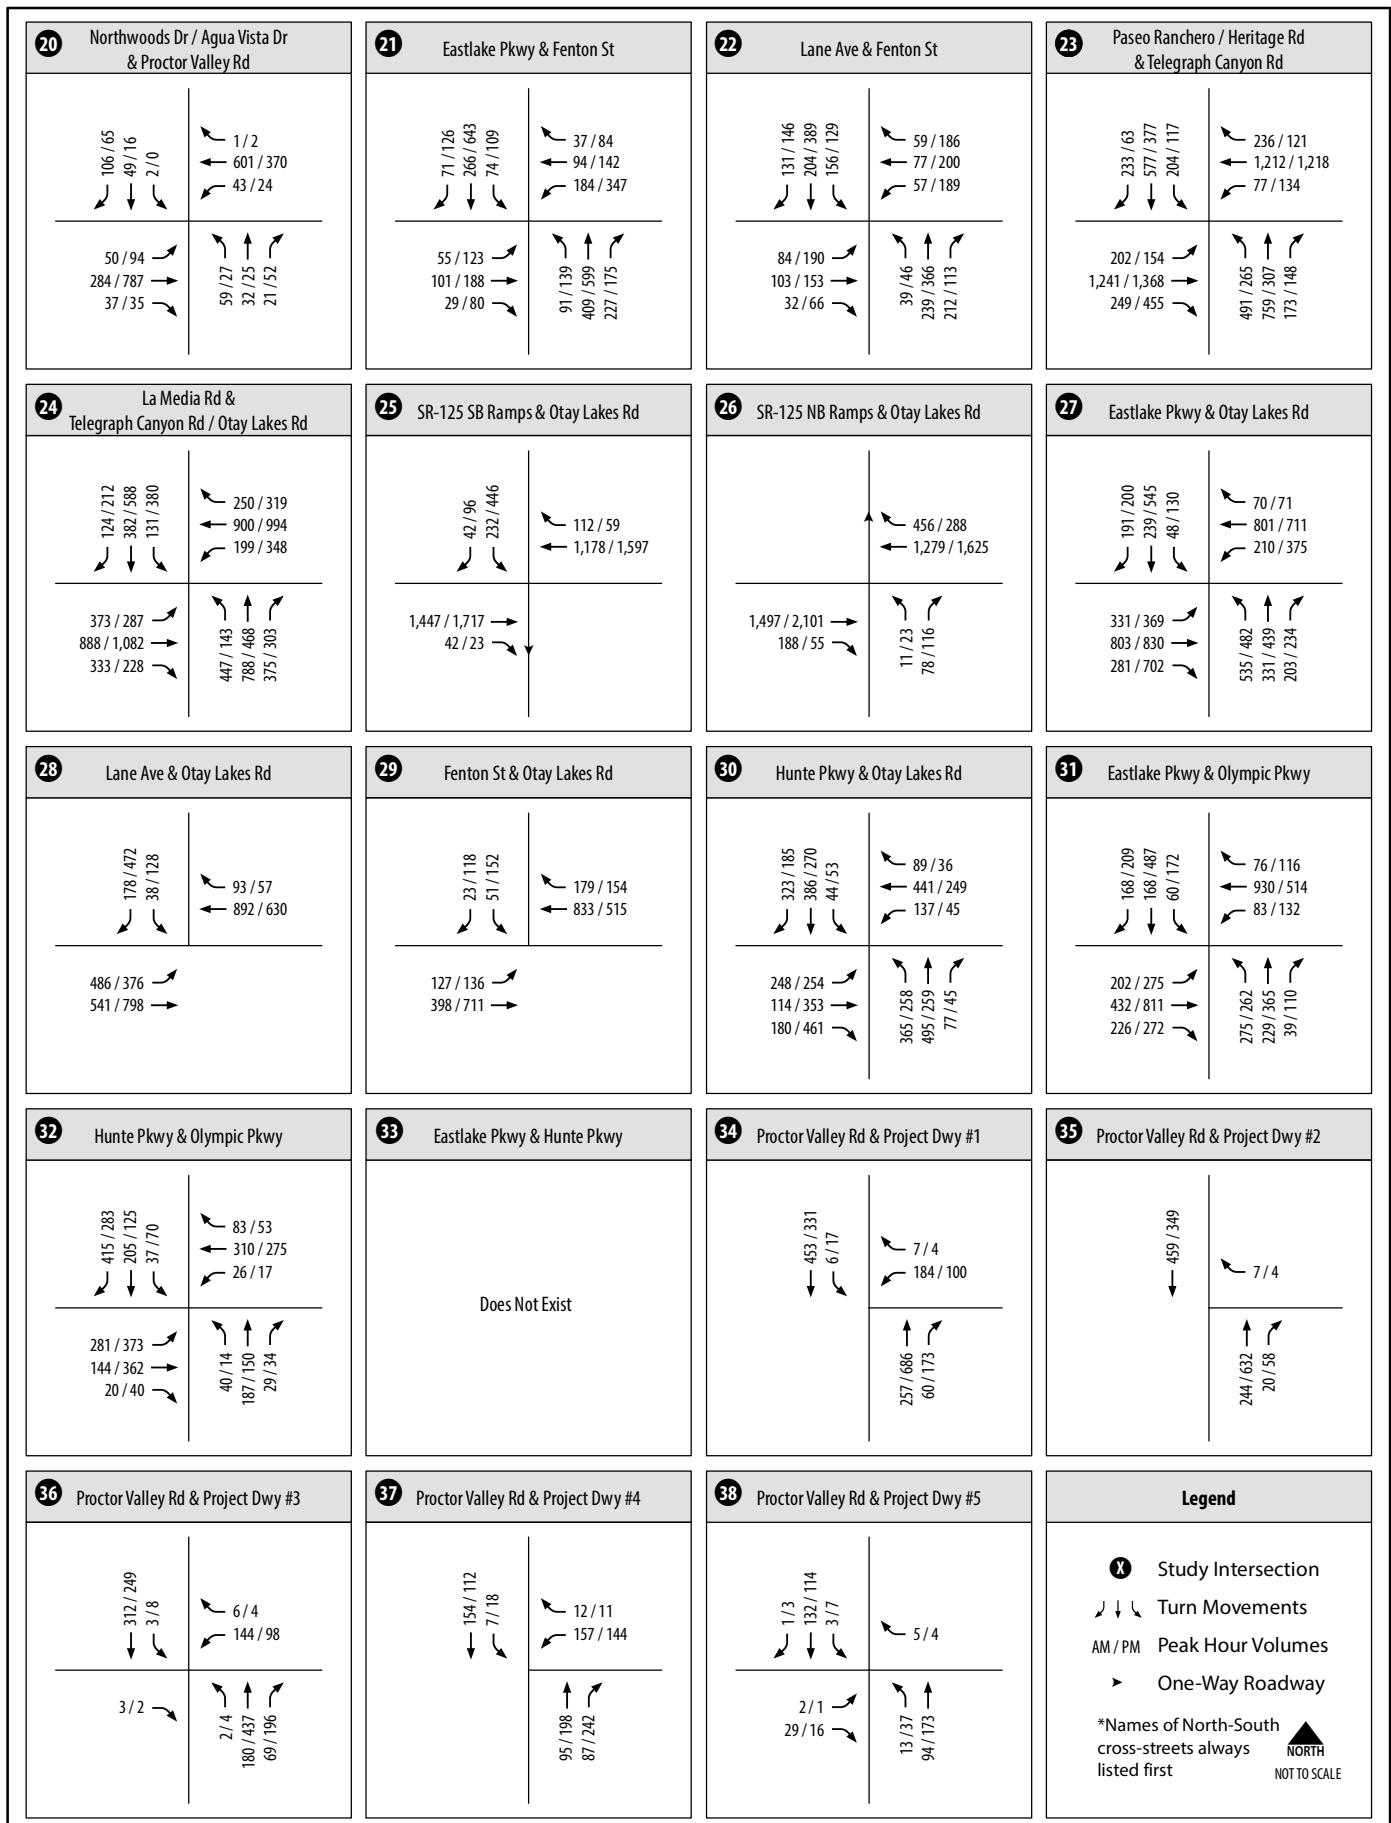 20
Northwoods Dr / Agua Vista Dr
& Proctor Valley Rd
106 / 65
49 / 16
2 / 0
1 / 2
601 / 370
43 / 24
50 / 94
284 / 787
37 / 35
59 / 27
32 / 25
21 / 52
21
Eastlake Pkwy & Fenton St
71 / 126
266 / 643
74 / 109
37 / 84
94 / 142
184 / 347
55 / 123
101 / 188
29 / 80
91 / 139
409 / 599
227 / 175
22
Lane Ave & Fenton St
131 / 146
204 / 389
156 / 129
59 / 186
77 / 200
57 / 189
84 / 190
103 / 153
32 / 66
39 / 46
239 / 366
212 / 113
23
Paseo Ranchero / Heritage Rd
& Telegraph Canyon Rd
233 / 63
577 / 377
204 / 117
236 / 121
1,212 / 1,218
77 / 134
202 / 154
1,241 / 1,368
249 / 455
491 / 265
759 / 307
173 / 148
24
La Media Rd &
Telegraph Canyon Rd / Otay Lakes Rd
124 / 212
382 / 588
131 / 380
250 / 319
900 / 994
199 / 348
373 / 287
888 / 1,082
333 / 228
447 / 143
788 / 468
375 / 303
25
SR-125 SB Ramps & Otay Lakes Rd
42 / 96
232 / 446
112 / 59
1,178 / 1,597
1,447 / 1,717
42 / 23
26
SR-125 NB Ramps & Otay Lakes Rd
456 / 288
1,279 / 1,625
1,497 / 2,101
188 / 55
11 / 23
78 / 116
27
Eastlake Pkwy & Otay Lakes Rd
191 / 200
239 / 545
48 / 130
70 / 71
801 / 711
210 / 375
331 / 369
803 / 830
281 / 702
535 / 482
331 / 439
203 / 234
28
Lane Ave & Otay Lakes Rd
178 / 472
38 / 128
93 / 57
892 / 630
486 / 376
541 / 798
29
Fenton St & Otay Lakes Rd
23 / 118
51 / 152
179 / 154
833 / 515
127 / 136
398 / 711
30
Hunte Pkwy & Otay Lakes Rd
323 / 185
386 / 270
44 / 53
89 / 36
441 / 249
137 / 45
248 / 254
114 / 353
180 / 461
365 / 258
495 / 259
77 / 45
31
Eastlake Pkwy & Olympic Pkwy
168 / 209
168 / 487
60 / 172
76 / 116
930 / 514
83 / 132
202 / 275
432 / 811
226 / 272
275 / 262
229 / 365
39 / 110
32
Hunte Pkwy & Olympic Pkwy
415 / 283
205 / 125
37 / 70
83 / 53
310 / 275
26 / 17
281 / 373
144 / 362
20 / 40
40 / 14
187 / 150
29 / 34
33
Eastlake Pkwy & Hunte Pkwy
Does Not Exist
34
Proctor Valley Rd & Project Dwy #1
453 / 331
6 / 17
7 / 4
184 / 100
257 / 686
60 / 173
35
Proctor Valley Rd & Project Dwy #2
459 / 349
7 / 4
244 / 632
20 / 58
36
Proctor Valley Rd & Project Dwy #3
312 / 249
3 / 8
6 / 4
144 / 98
3 / 2
2 / 4
180 / 437
69 / 196
37
Proctor Valley Rd & Project Dwy #4
154 / 112
7 / 18
12 / 11
157 / 144
95 / 198
87 / 242
38
Proctor Valley Rd & Project Dwy #5
1 / 3
132 / 114
3 / 7
5 / 4
2 / 1
29 / 16
13 / 37
94 / 173
Legend
X Study Intersection
Turn Movements
AM / PM Peak Hour Volumes
One-Way Roadway
*Names of North-South
cross-streets always
listed first
NORTH
NOT TO SCALE